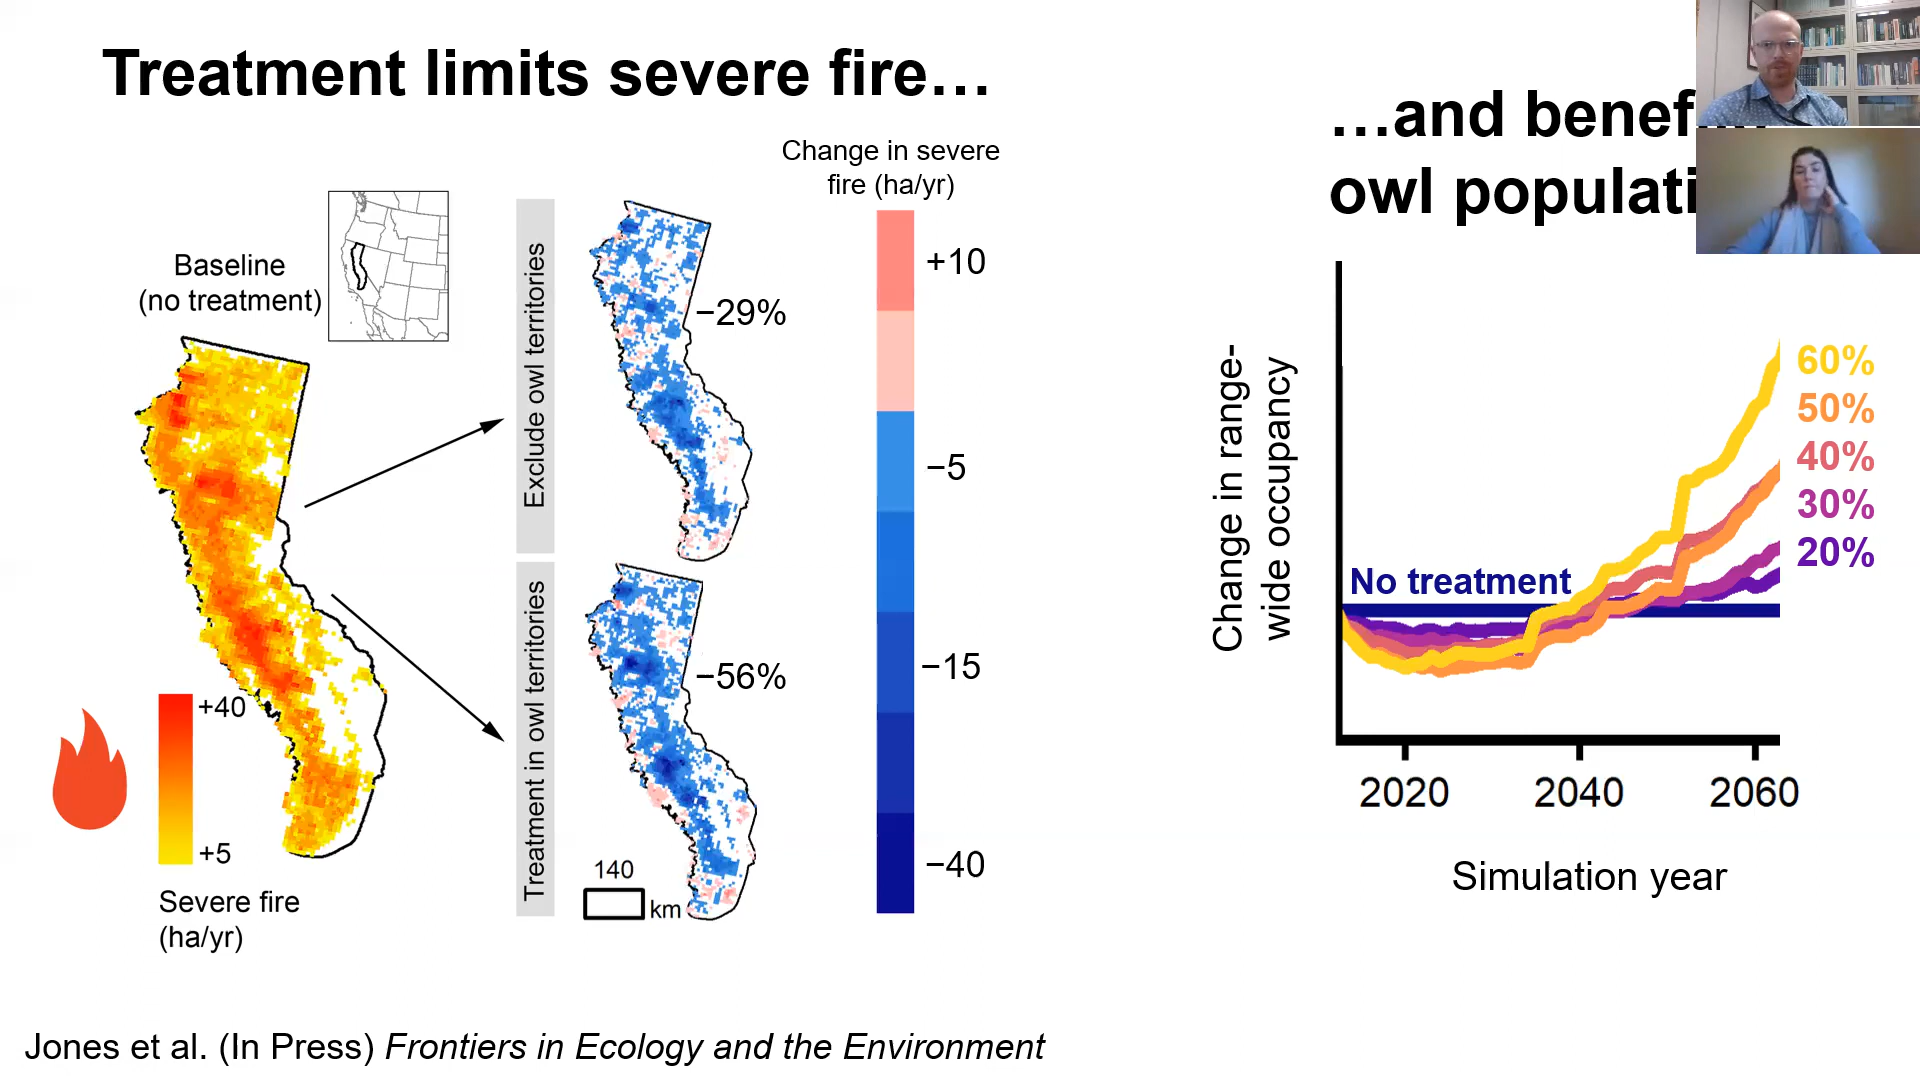 Treatment limits severe fire…
…and
owl
Change in severe
fire (ha/yr)
Baseline
(no treatment)
Exclude owl territories
−29%
+10
−5
−15
−40
Treatment in owl territories
−56%
140
km
+40
+5
Severe fire
(ha/yr)
Change in range-
wide occupancy
No treatment
60%
50%
40%
30%
20%
2020
2040
2060
Simulation year
Jones et al. (In Press) Frontiers in Ecology and the Environment